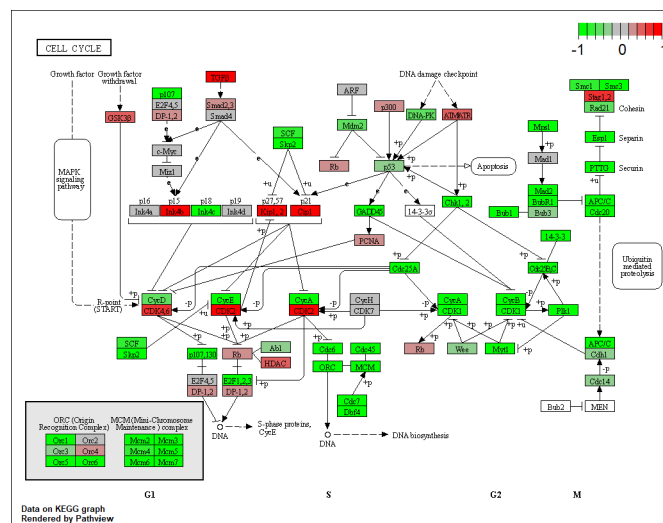 -1 0 1
CELL CYCLE
Growth factor
Growth factor
withdrawal
TGFβ
DNA damage checkpoint
Smc1 Smc3
Stag1,2
Rad21
Cohesin
p107
E2F4,5
DP-1,2
GSK3β
Smad2,3
Smad4
ARF
p300
DNA-PK
ATMATR
Mdm2
Mps1
Mad1
Esp1
Separin
SCF
Skp2
c-Myc
Miz1
Rb
p53
Apoptosis
PTTG
Securin
MAPK
signaling
pathway
p16 p15 p18 p19
Ink4a Ink4b Ink4c Ink4d
p27,57 p21
Kip1, 2 Cip1
GADD45
14-3-3σ
Chk1, 2
Mad2
BubR1
Bub3
Bub1
APC/C
Cdc20
PCNA
14-3-3
Cdc25A
Cdc25B,C
Ubiquitin
mediated
proteolysis
R-point
(START)
CycD
CDK4,6
CycE
CDK2
CycA
CDK2
CycH
CDK7
CycA
CDK1
CycB
CDK1
Plk1
SCF
Skp2
p107,130
Rb
Abl
HDAC
Cdc6
Cdc45
ORC
MCM
Rb
Wee
Myt1
APC/C
Cdh1
E2F4,5
DP-1,2
E2F1,2,3
DP-1,2
Cdc7
Dbf4
Cdc14
Bub2
MEN
DNA
S-phase proteins,
CycE
DNA
DNA biosynthesis
ORC (Origin
Recognition Complex)
MCM (Mini-Chromosome
Maintenance) complex
Orc1 Orc2 Mcm2 Mcm3
Orc3 Orc4 Mcm4 Mcm5
Orc5 Orc6 Mcm6 Mcm7
G1 S G2 M
Data on KEGG graph
Rendered by Pathview